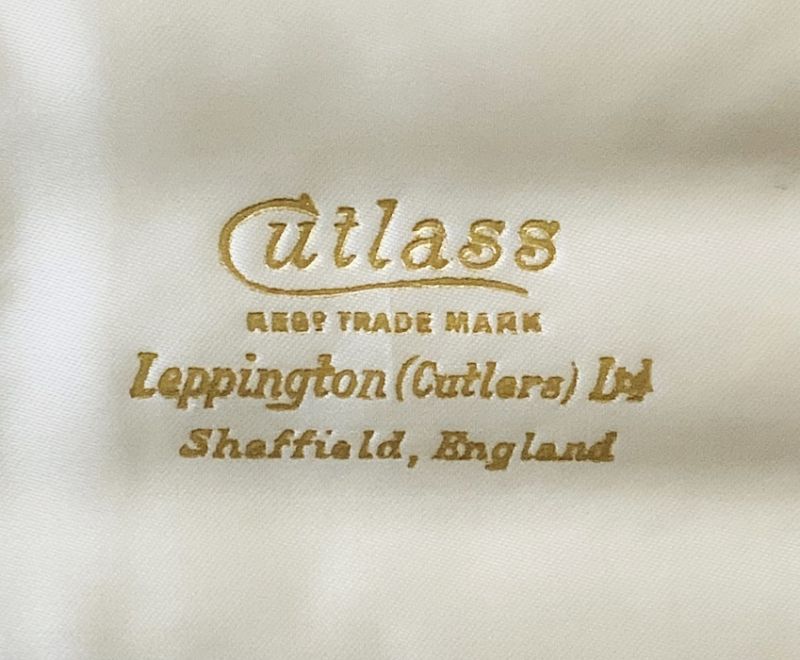 Cutlass
REGD TRADE MARK
Leppington (Cutlers) Ltd
Sheffield, England